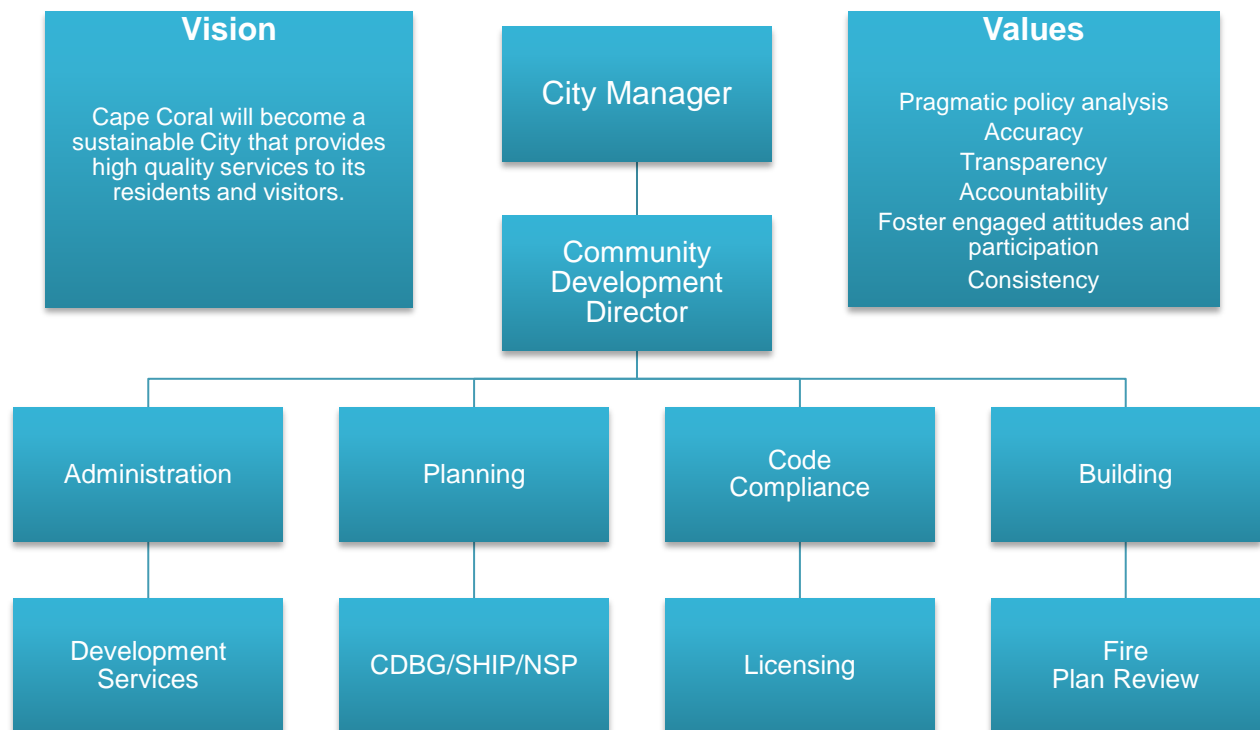 Vision
Cape Coral will become a
sustainable City that provides
high quality services to its
residents and visitors.
City Manager
Values
Pragmatic policy analysis
Accuracy
Transparency
Accountability
Foster engaged attitudes and
participation
Consistency
Community
Development
Director
Administration
Planning
Code
Compliance
Building
Development
Services
CDBG/SHIP/NSP
Licensing
Fire
Plan Review